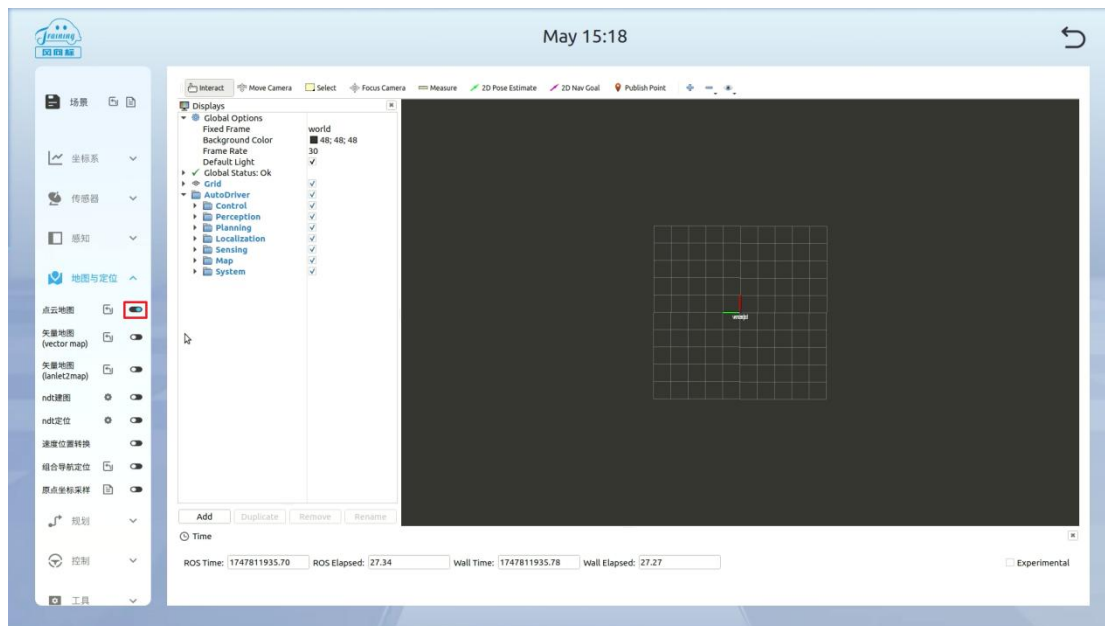 Training
May 15:18
场景
坐标系
传感器
感知
地图与定位
点云地图
矢量地图
(vector map)
矢量地图
(lanlet2map)
ndt建图
ndt定位
速度位置转换
组合导航定位
原点坐标采样
规划
控制
工具
Interact Move Camera Select Focus Camera Measure 2D Pose Estimate 2D Nav Goal Publish Point
Displays
Global Options
Fixed Frame world
Background Color 48; 48; 48
Frame Rate 30
Default Light
Global Status: Ok
Grid
AutoDriver
Control
Perception
Planning
Localization
Sensing
Map
System
Add Duplicate Remove Rename
Time
ROS Time: 1747811935.70 ROS Elapsed: 27.34 Wall Time: 1747811935.78 Wall Elapsed: 27.27 Experimental